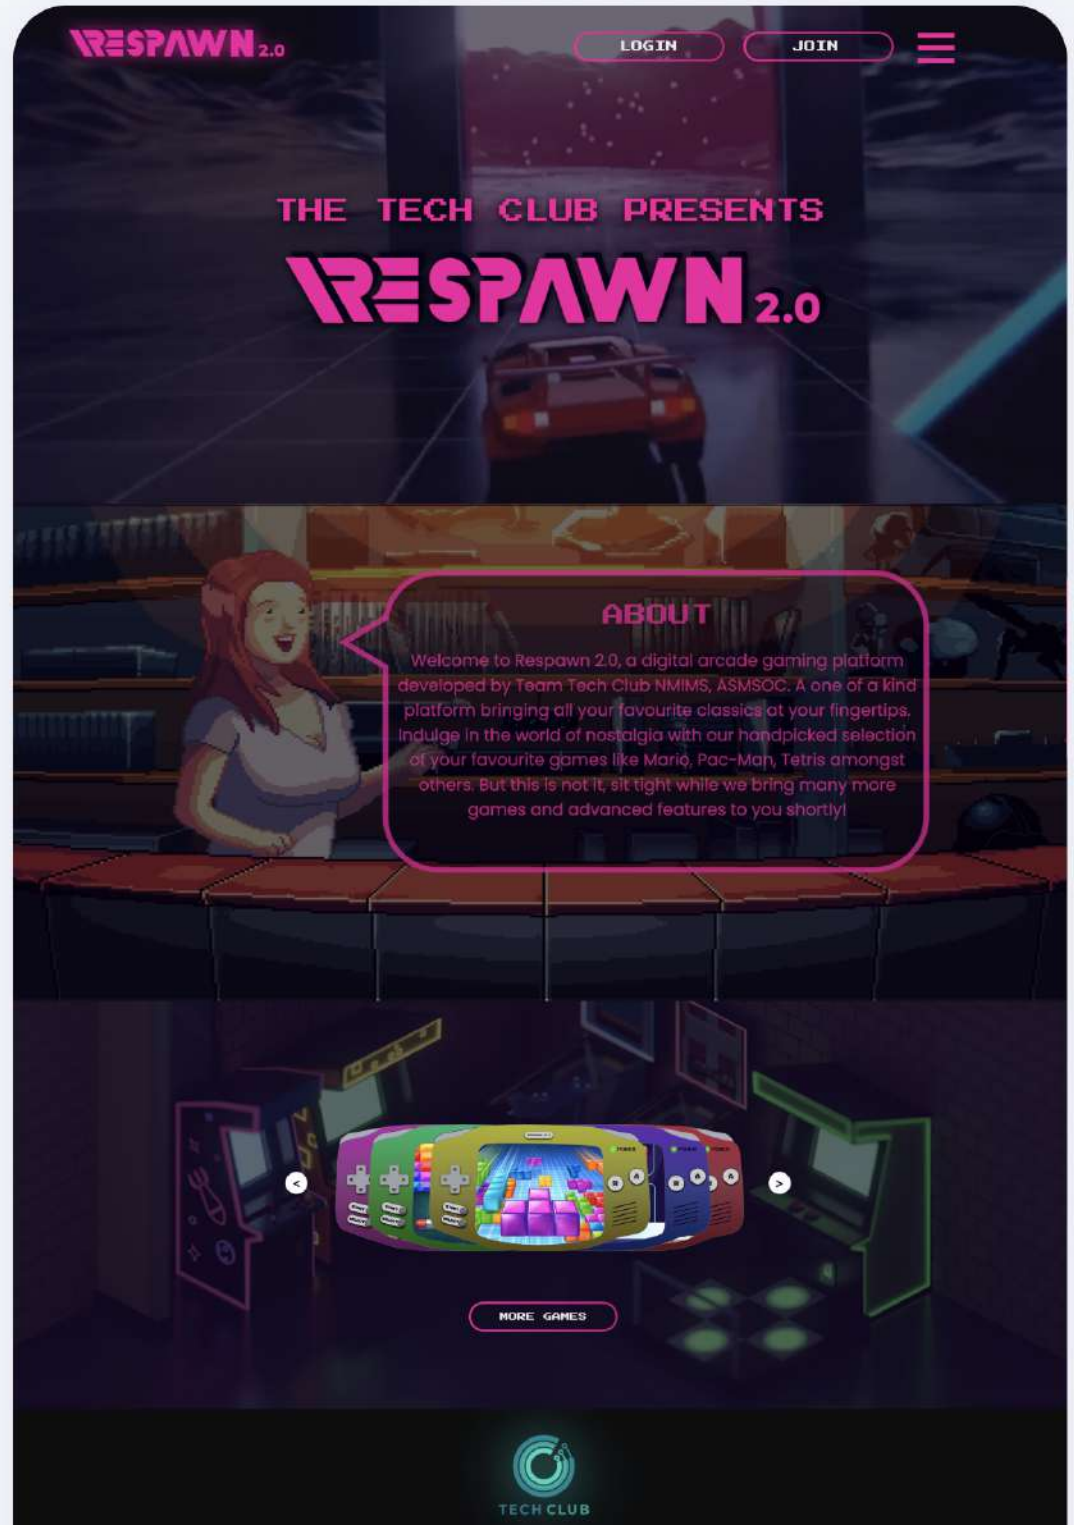 RESPAWN 2.0
LOGIN
JOIN
THE TECH CLUB PRESENTS
RESPAWN 2.0
ABOUT
Welcome to Respawn 2.0, a digital arcade gaming platform
developed by Team Tech Club NMIMS, ASMSOC. A one of a kind
platform bringing all your favourite classics at your fingertips.
Indulge in the world of nostalgia with our handpicked selection
of your favourite games like Mario, Pac-Man, Tetris amongst
others. But this is not it, sit tight while we bring many more
games and advanced features to you shortly!
<
>
MORE GAMES
TECH CLUB